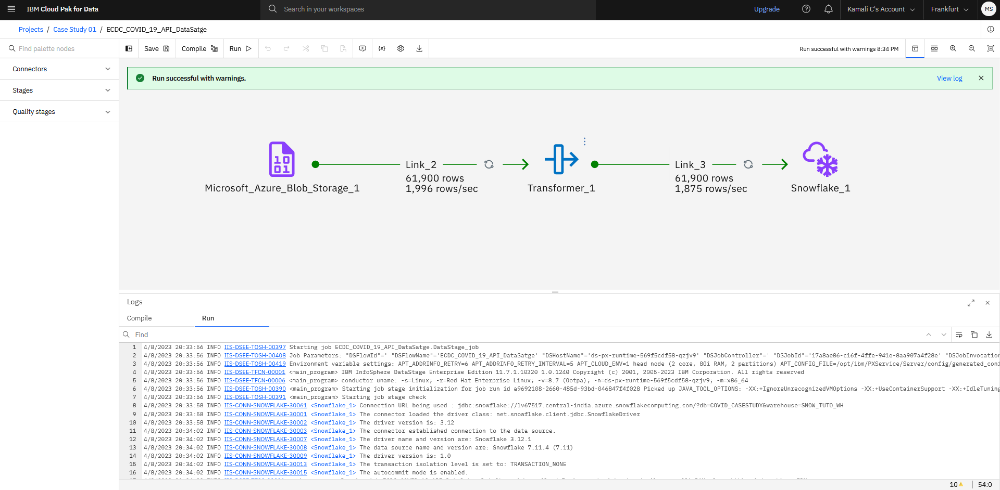 IBM Cloud Pak for Data
Search in your workspaces
Upgrade
Kamali C's Account
Frankfurt
MS
Projects / Case Study 01 / ECDC_COVID_19_API_DataSatge
Find palette nodes
Save
Compile
Run
Run successful with warnings 8:34 PM
Connectors
Stages
Quality stages
Run successful with warnings.
View log
10
01
Microsoft_Azure_Blob_Storage_1
Link_2
61,900 rows
1,996 rows/sec
Transformer_1
Link_3
61,900 rows
1,875 rows/sec
Snowflake_1
Logs
Compile
Run
Find
1 4/8/2023 20:33:56 INFO IIS-DSEE-TOSH-00397 Starting job ECDC_COVID_19_API_DataSatge.DataStage_job
2 4/8/2023 20:33:56 INFO IIS-DSEE-TOSH-00408 Job Parameters: "DSFlowId"=' "DSFlowName"='ECDC_COVID_19_API_DataSatge' "DSHostName"='ds-px-runtime-569f5cdf58-qzjv9' "DSJobController"=' "DSJobId"='17a8ae86-c16f-4ffe-941e-8aa907a4f28e' "DSJobInvocation
3 4/8/2023 20:33:56 INFO IIS-DSEE-TOSH-00419 Environment variable settings: APT_ADDRINFO_RETRY=6 APT_ADDRINFO_RETRY_INTERVAL=5 APT_CLOUD_ENV=1 head node (2 core, 8Gi RAM, 2 partitions) APT_CONFIG_FILE=/opt/ibm/PXService/Server/config/generated_conf
4 4/8/2023 20:33:56 INFO IIS-DSEE-TFCN-00001 <main_program> IBM InfoSphere DataStage Enterprise Edition 11.7.1.10320 1.0.1240 Copyright (c) 2001, 2005-2023 IBM Corporation. All rights reserved
5 4/8/2023 20:33:56 INFO IIS-DSEE-TFCN-00006 <main_program> conductor uname: -s=Linux; -r=Red Hat Enterprise Linux; -v=8.7 (Ootpa); -n=ds-px-runtime-569f5cdf58-qzjv9; -m=x86_64
6 4/8/2023 20:33:56 INFO IIS-DSEE-TOSH-00390 <main_program> Starting job stage initialization for job run id a9692108-2660-485d-93bd-046847f4f028 Picked up JAVA_TOOL_OPTIONS: -XX:+IgnoreUnrecognizedVMOptions -XX:+UseContainerSupport -XX:+IdleTuning
7 4/8/2023 20:33:56 INFO IIS-DSEE-TOSH-00391 <main_program> Starting job stage check
8 4/8/2023 20:33:58 INFO IIS-CONN-SNOWFLAKE-30061 <Snowflake_1> Connection URL being used : jdbc:snowflake://lv67517.central-india.azure.snowflakecomputing.com/?db=COVID_CASESTUDY&warehouse=SNOW_TUTO_WH
9 4/8/2023 20:33:58 INFO IIS-CONN-SNOWFLAKE-30001 <Snowflake_1> The connector loaded the driver class: net.snowflake.client.jdbc.SnowflakeDriver
10 4/8/2023 20:33:58 INFO IIS-CONN-SNOWFLAKE-30002 <Snowflake_1> The driver version is: 3.12
11 4/8/2023 20:34:02 INFO IIS-CONN-SNOWFLAKE-30003 <Snowflake_1> The connector established connection to the data source.
12 4/8/2023 20:34:02 INFO IIS-CONN-SNOWFLAKE-30007 <Snowflake_1> The driver name and version are: Snowflake 3.12.1
13 4/8/2023 20:34:02 INFO IIS-CONN-SNOWFLAKE-30008 <Snowflake_1> The data source name and version are: Snowflake 7.11.4 (7.11)
14 4/8/2023 20:34:02 INFO IIS-CONN-SNOWFLAKE-30009 <Snowflake_1> The driver version is: 1.0
15 4/8/2023 20:34:02 INFO IIS-CONN-SNOWFLAKE-30013 <Snowflake_1> The transaction isolation level is set to: TRANSACTION_NONE
16 4/8/2023 20:34:02 INFO IIS-CONN-SNOWFLAKE-30015 <Snowflake_1> The autocommit mode is enabled.
10
54:0